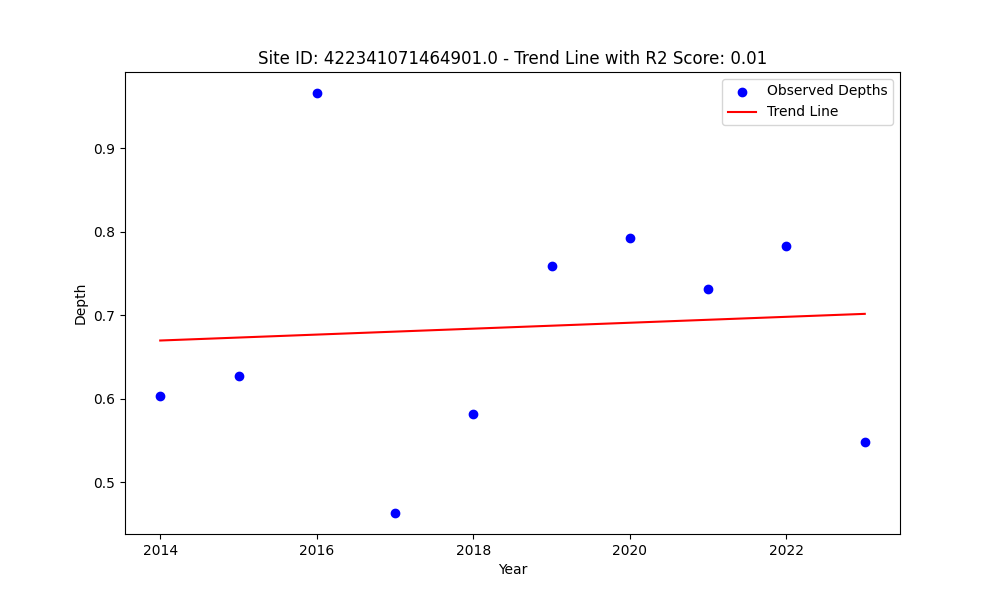 Site ID: 422341071464901.0 - Trend Line with R2 Score: 0.01
Observed Depths
Trend Line
0.9
0.8
0.7
0.6
0.5
Depth
2014
2016
2018
2020
2022
Year